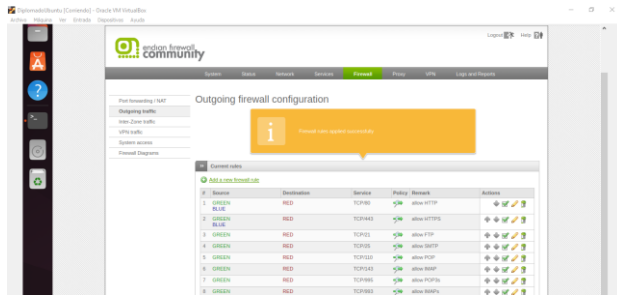 DiplomadoUbuntu [Corriendo] - Oracle VM VirtualBox
Archivo Máquina Ver Entrada Dispositivos Ayuda
endian firewall
community
Logout Help
System Status Network Services Firewall Proxy VPN Logs and Reports
Port forwarding / NAT
Outgoing traffic
Inter-Zone traffic
VPN traffic
System access
Firewall Diagrams
Outgoing firewall configuration
Firewall rules applied successfully
Current rules
Add a new firewall rule
# Source Destination Service Policy Remark Actions
1 GREEN RED TCP/80 allow HTTP
BLUE
2 GREEN RED TCP/443 allow HTTPS
BLUE
3 GREEN RED TCP/21 allow FTP
4 GREEN RED TCP/25 allow SMTP
5 GREEN RED TCP/110 allow POP
6 GREEN RED TCP/143 allow IMAP
7 GREEN RED TCP/995 allow POP3s
8 GREEN RED TCP/993 allow IMAPs